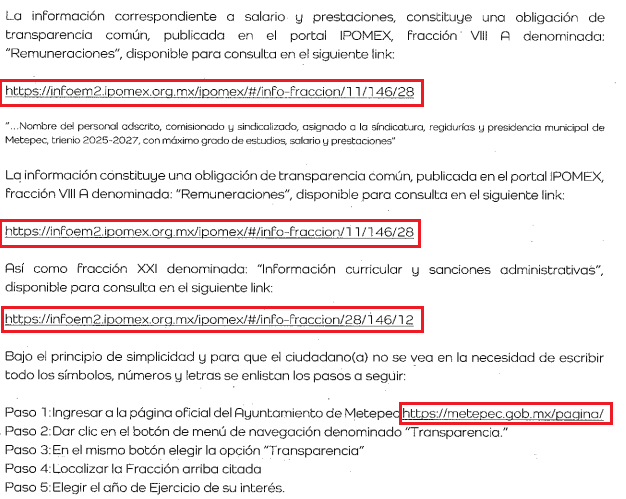 La información correspondiente a salario y prestaciones, constituye una obligación de
transparencia común, publicada en el portal IPOMEX, fracción VIII A denominada:
“Remuneraciones”, disponible para consulta en el siguiente link:
https://infoem2.ipomex.org.mx/ipomex/#/info-fraccion/11/146/28
“...Nombre del personal adscrito, comisionado y sindicalizado, asignado a la sindicatura, regidurías y presidencia municipal de
Metepec, trienio 2025-2027, con máximo grado de estudios, salario y prestaciones”
La información constituye una obligación de transparencia común, publicada en el portal IPOMEX,
fracción VIII A denominada: “Remuneraciones”, disponible para consulta en el siguiente link:
https://infoem2.ipomex.org.mx/ipomex/#/info-fraccion/11/146/28
Así como fracción XXI denominada: “Información curricular y sanciones administrativas”,
disponible para consulta en el siguiente link:
https://infoem2.ipomex.org.mx/ipomex/#/info-fraccion/28/146/12
Bajo el principio de simplicidad y para que el ciudadano(a) no se vea en la necesidad de escribir
todo los símbolos, números y letras se enlistan los pasos a seguir:
Paso 1: Ingresar a la página oficial del Ayuntamiento de Metepec https://metepec.gob.mx/pagina/
Paso 2: Dar clic en el botón de menú de navegación denominado “Transparencia.”
Paso 3: En el mismo botón elegir la opción “Transparencia”
Paso 4: Localizar la Fracción arriba citada
Paso 5: Elegir el año de Ejercicio de su interés.